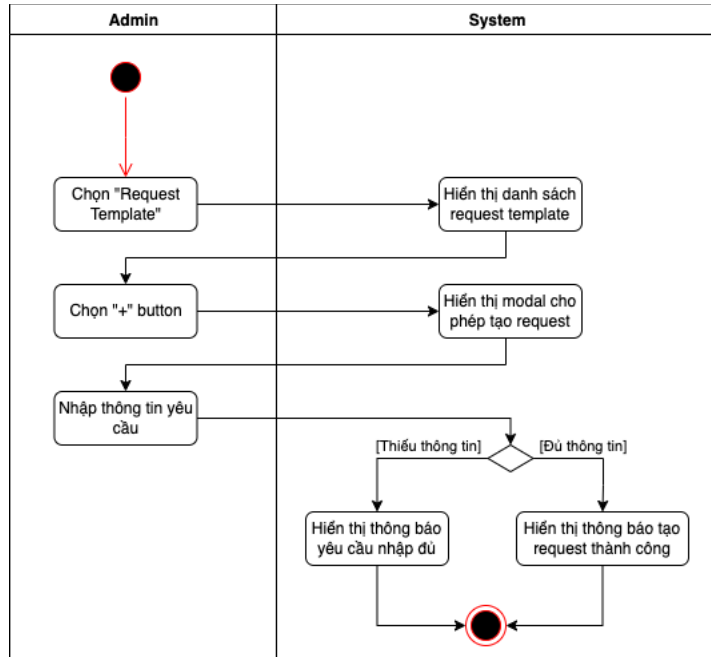 Admin
System
Chọn "Request
Template"
Hiển thị danh sách
request template
Chọn "+" button
Hiển thị modal cho
phép tạo request
Nhập thông tin yêu
cầu
[Thiếu thông tin]
[Đủ thông tin]
Hiển thị thông báo
yêu cầu nhập đủ
Hiển thị thông báo tạo
request thành công